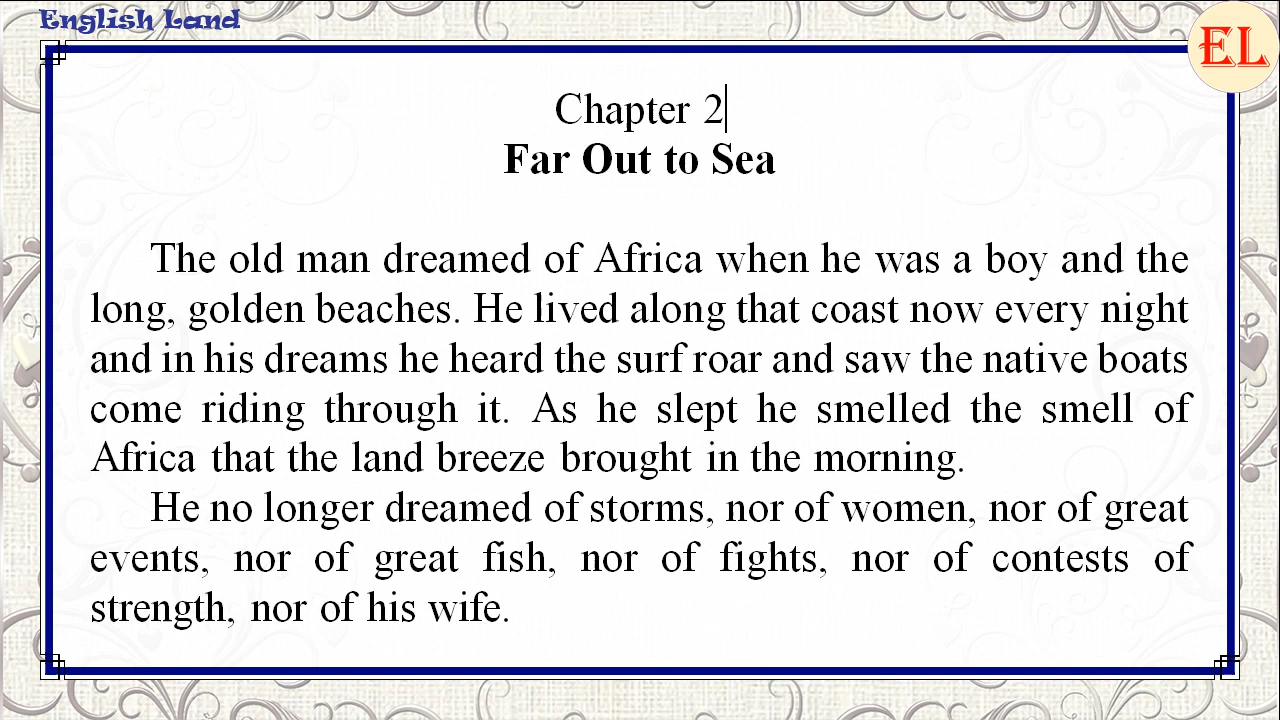 English Land
EL
Chapter 2
Far Out to Sea
The old man dreamed of Africa when he was a boy and the
long, golden beaches. He lived along that coast now every night
and in his dreams he heard the surf roar and saw the native boats
come riding through it. As he slept he smelled the smell of
Africa that the land breeze brought in the morning.
He no longer dreamed of storms, nor of women, nor of great
events, nor of great fish, nor of fights, nor of contests of
strength, nor of his wife.